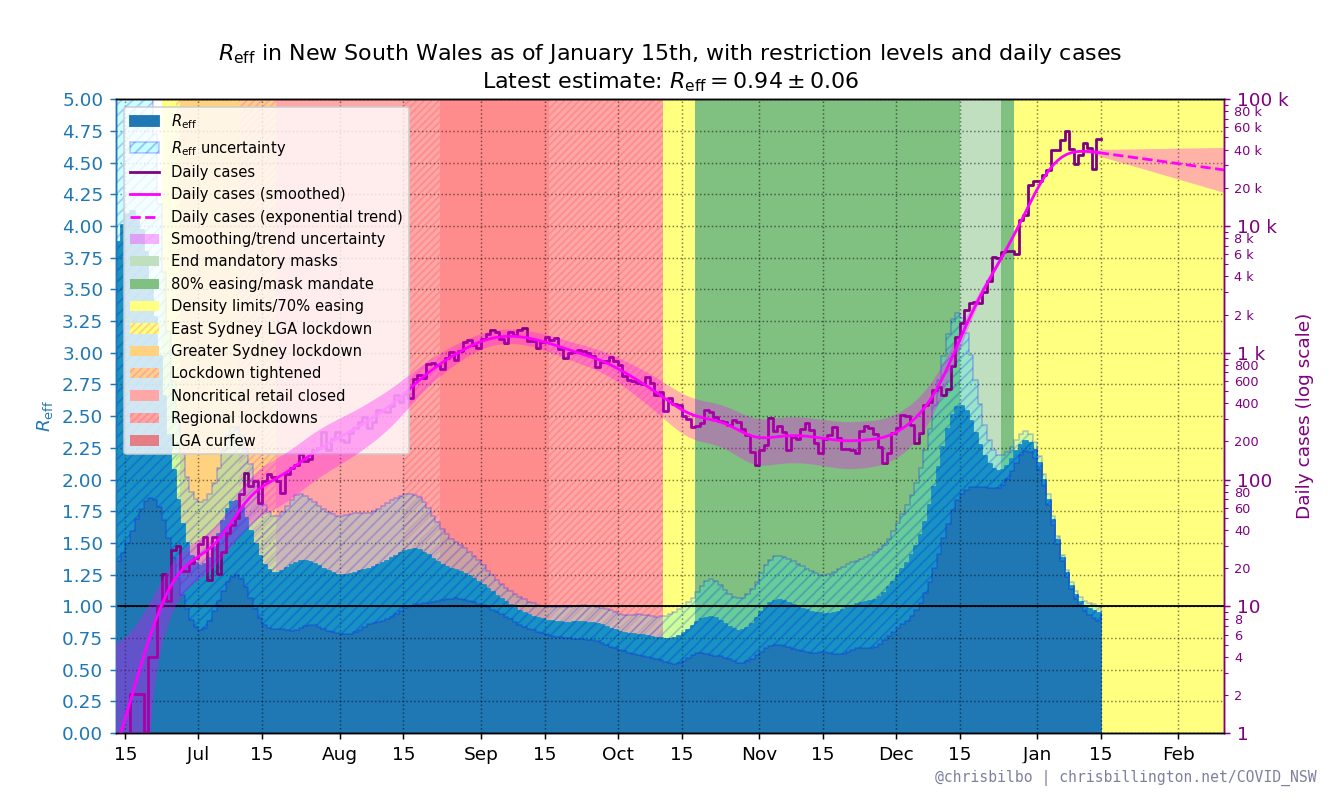 R_eff in New South Wales as of January 15th, with restriction levels and daily cases
Latest estimate: R_eff = 0.94 ± 0.06
R_eff
R_eff uncertainty
Daily cases
Daily cases (smoothed)
Daily cases (exponential trend)
Smoothing/trend uncertainty
End mandatory masks
80% easing/mask mandate
Density limits/70% easing
East Sydney LGA lockdown
Greater Sydney lockdown
Lockdown tightened
Noncritical retail closed
Regional lockdowns
LGA curfew
R_eff
5.00
4.75
4.50
4.25
4.00
3.75
3.50
3.25
3.00
2.75
2.50
2.25
2.00
1.75
1.50
1.25
1.00
0.75
0.50
0.25
0.00
15 Jul 15 Aug 15 Sep 15 Oct 15 Nov 15 Dec 15 Jan 15 Feb
100 k
80 k
60 k
40 k
20 k
10 k
8 k
6 k
4 k
2 k
1 k
800
600
400
200
100
80
60
40
20
10
8
6
4
2
1
Daily cases (log scale)
@chrisbilbo | chrisbillington.net/COVID_NSW